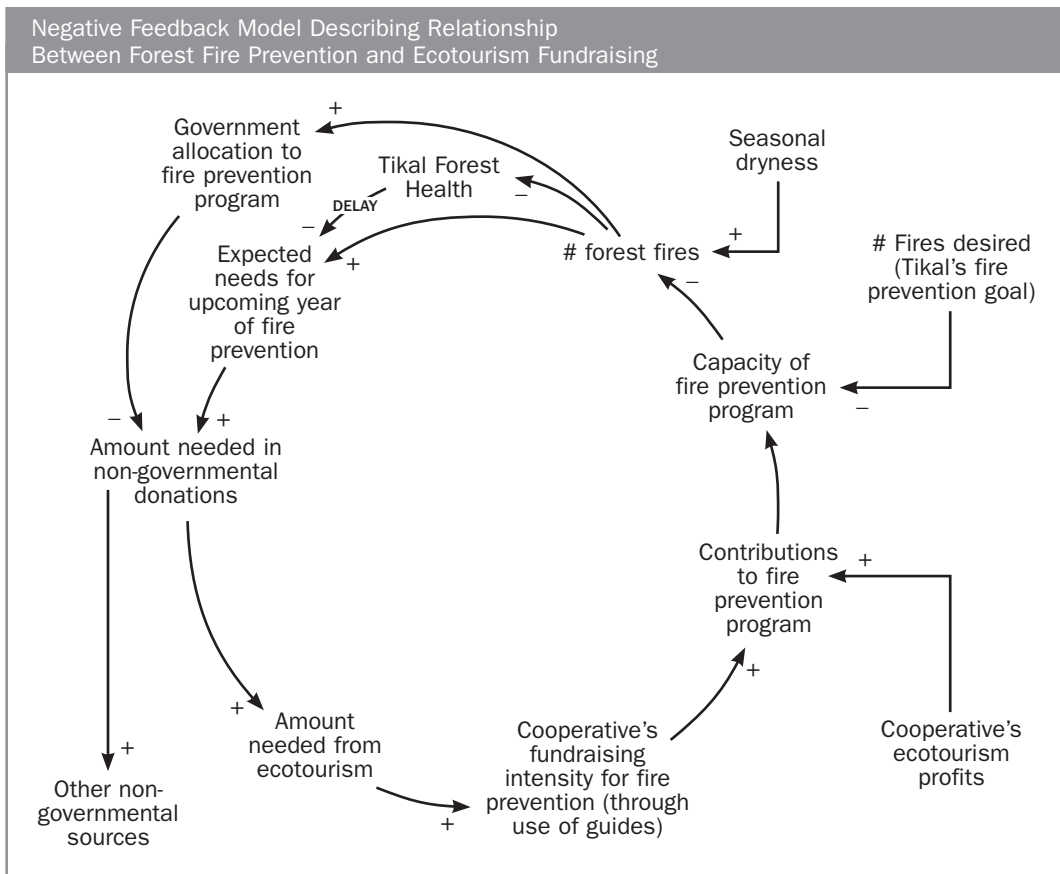 Negative Feedback Model Describing Relationship
Between Forest Fire Prevention and Ecotourism Fundraising
+
Government
allocation to
fire prevention
program
Tikal Forest
Health
–
DELAY
–
Seasonal
dryness
+
# forest fires
# Fires desired
(Tikal's fire
prevention goal)
+
Expected
needs for
upcoming year
of fire
prevention
–
Capacity of
fire prevention
program
–
–
+
Amount needed in
non-governmental
donations
Contributions
to fire
prevention
program
+
+
+
Amount
needed from
ecotourism
+
Cooperative's
fundraising
intensity for fire
prevention (through
use of guides)
Cooperative's
ecotourism
profits
+
Other non-
governmental
sources